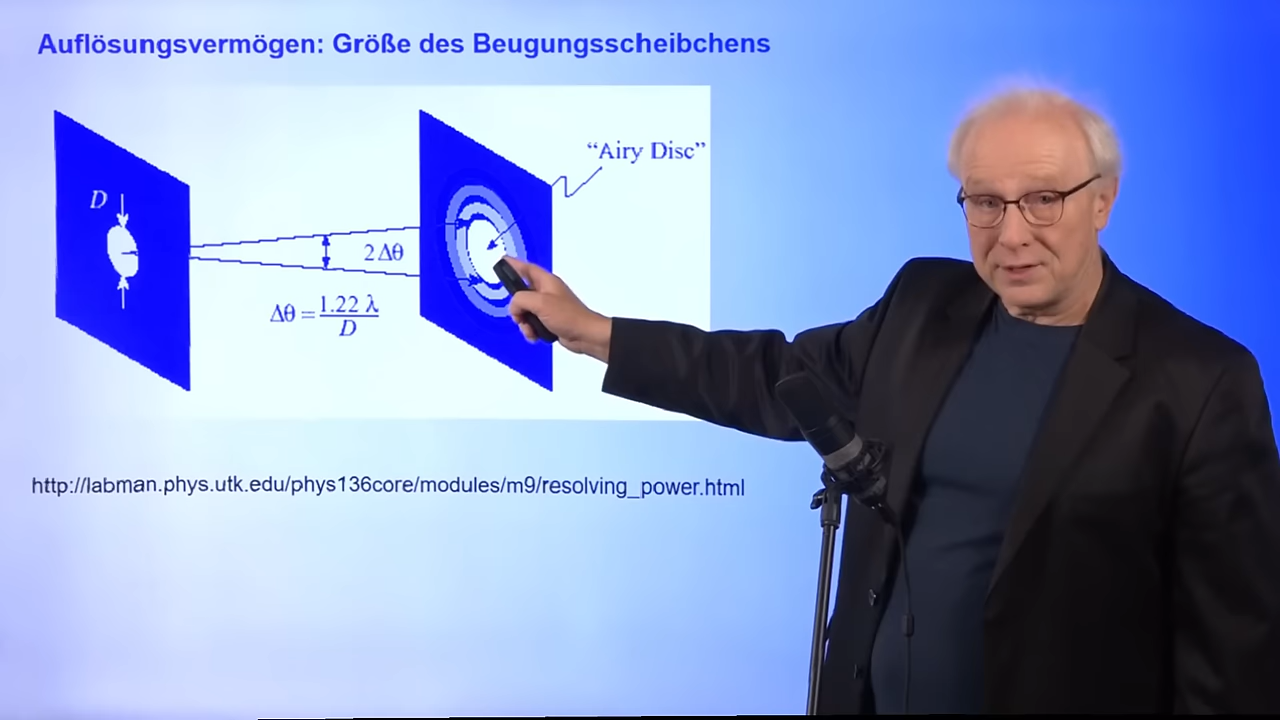 Auflösungsvermögen: Größe des Beugungsscheibchens
“Airy Disc”
D
2 Δθ
Δθ = 1.22 λ / D
http://labman.phys.utk.edu/phys136core/modules/m9/resolving_power.html